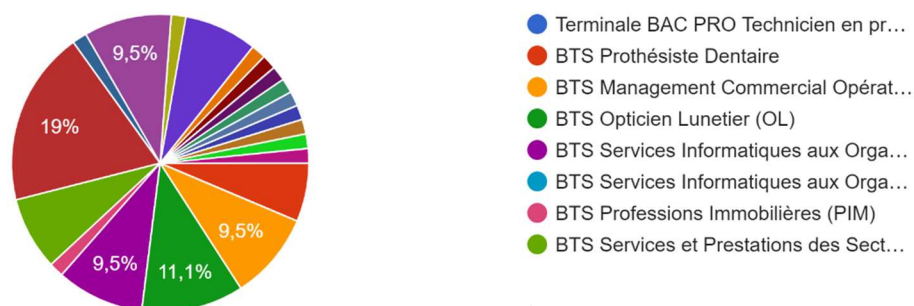 9,5%
19%
9,5%
9,5%
11,1%
Terminale BAC PRO Technicien en pr...
BTS Prothésiste Dentaire
BTS Management Commercial Opérat...
BTS Opticien Lunetier (OL)
BTS Services Informatiques aux Orga...
BTS Services Informatiques aux Orga...
BTS Professions Immobilières (PIM)
BTS Services et Prestations des Sect...